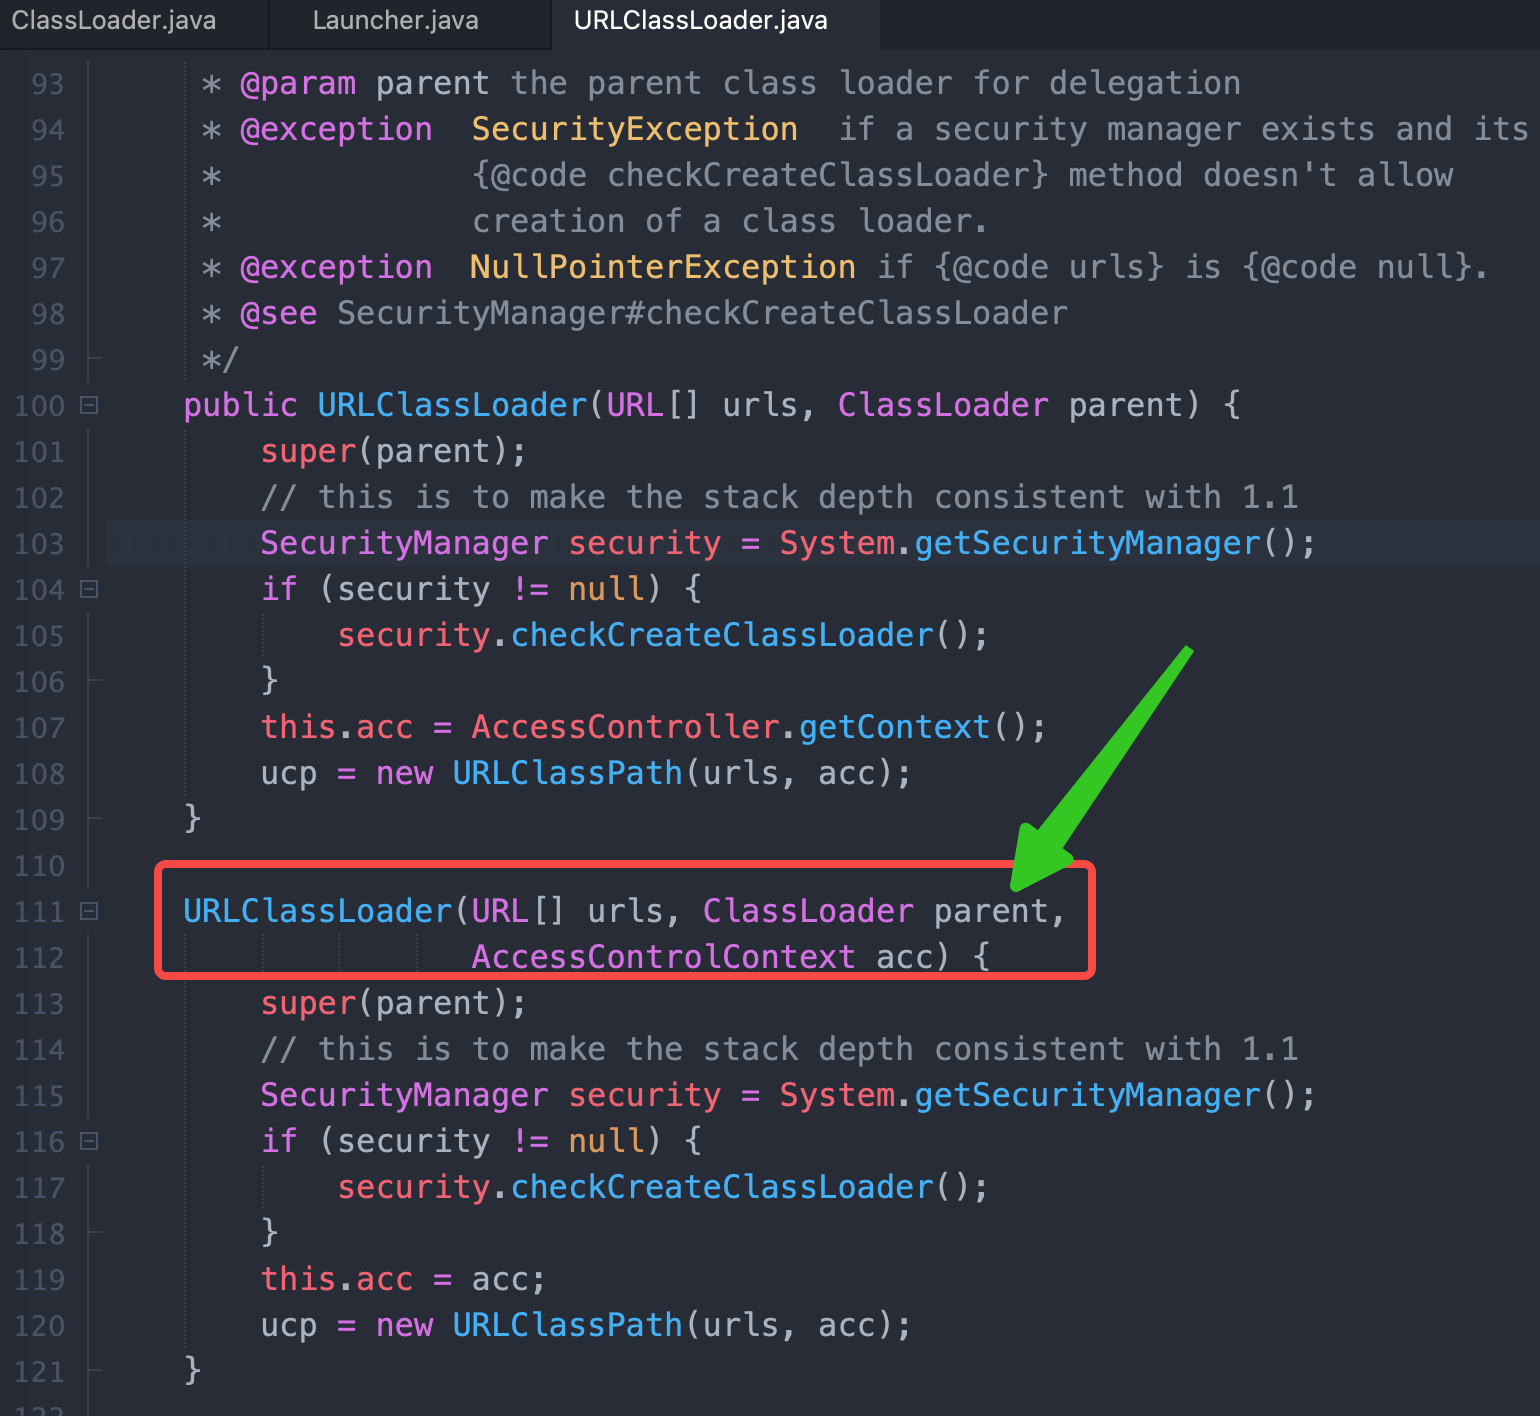 ClassLoader.java Launcher.java URLClassLoader.java
93 * @param parent the parent class loader for delegation
94 * @exception  SecurityException  if a security manager exists and its
95 *             {@code checkCreateClassLoader} method doesn't allow
96 *             creation of a class loader.
97 * @exception  NullPointerException if {@code urls} is {@code null}.
98 * @see SecurityManager#checkCreateClassLoader
99 */
100 public URLClassLoader(URL[] urls, ClassLoader parent) {
101 super(parent);
102 // this is to make the stack depth consistent with 1.1
103 SecurityManager security = System.getSecurityManager();
104 if (security != null) {
105 security.checkCreateClassLoader();
106 }
107 this.acc = AccessController.getContext();
108 ucp = new URLClassPath(urls, acc);
109 }
110
111 URLClassLoader(URL[] urls, ClassLoader parent,
112 AccessControlContext acc) {
113 super(parent);
114 // this is to make the stack depth consistent with 1.1
115 SecurityManager security = System.getSecurityManager();
116 if (security != null) {
117 security.checkCreateClassLoader();
118 }
119 this.acc = acc;
120 ucp = new URLClassPath(urls, acc);
121 }
122